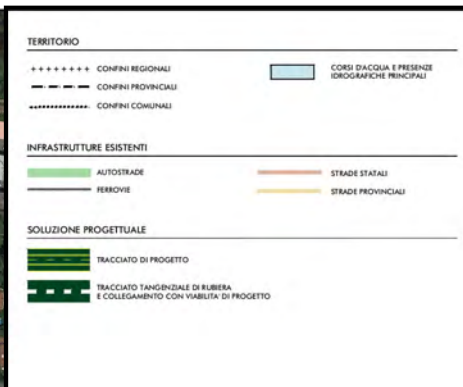 TERRITORIO
CONFINI REGIONALI
CONFINI PROVINCIALI
CONFINI COMUNALI
CORSI D'ACQUA E PRESENZE
IDROGRAFICHE PRINCIPALI
INFRASTRUTTURE ESISTENTI
AUTOSTRADE
FERROVIE
STRADE STATALI
STRADE PROVINCIALI
SOLUZIONE PROGETTUALE
TRACCIATO DI PROGETTO
TRACCIATO TANGENZIALE DI RUBIERA
E COLLEGAMENTO CON VIABILITA' DI PROGETTO